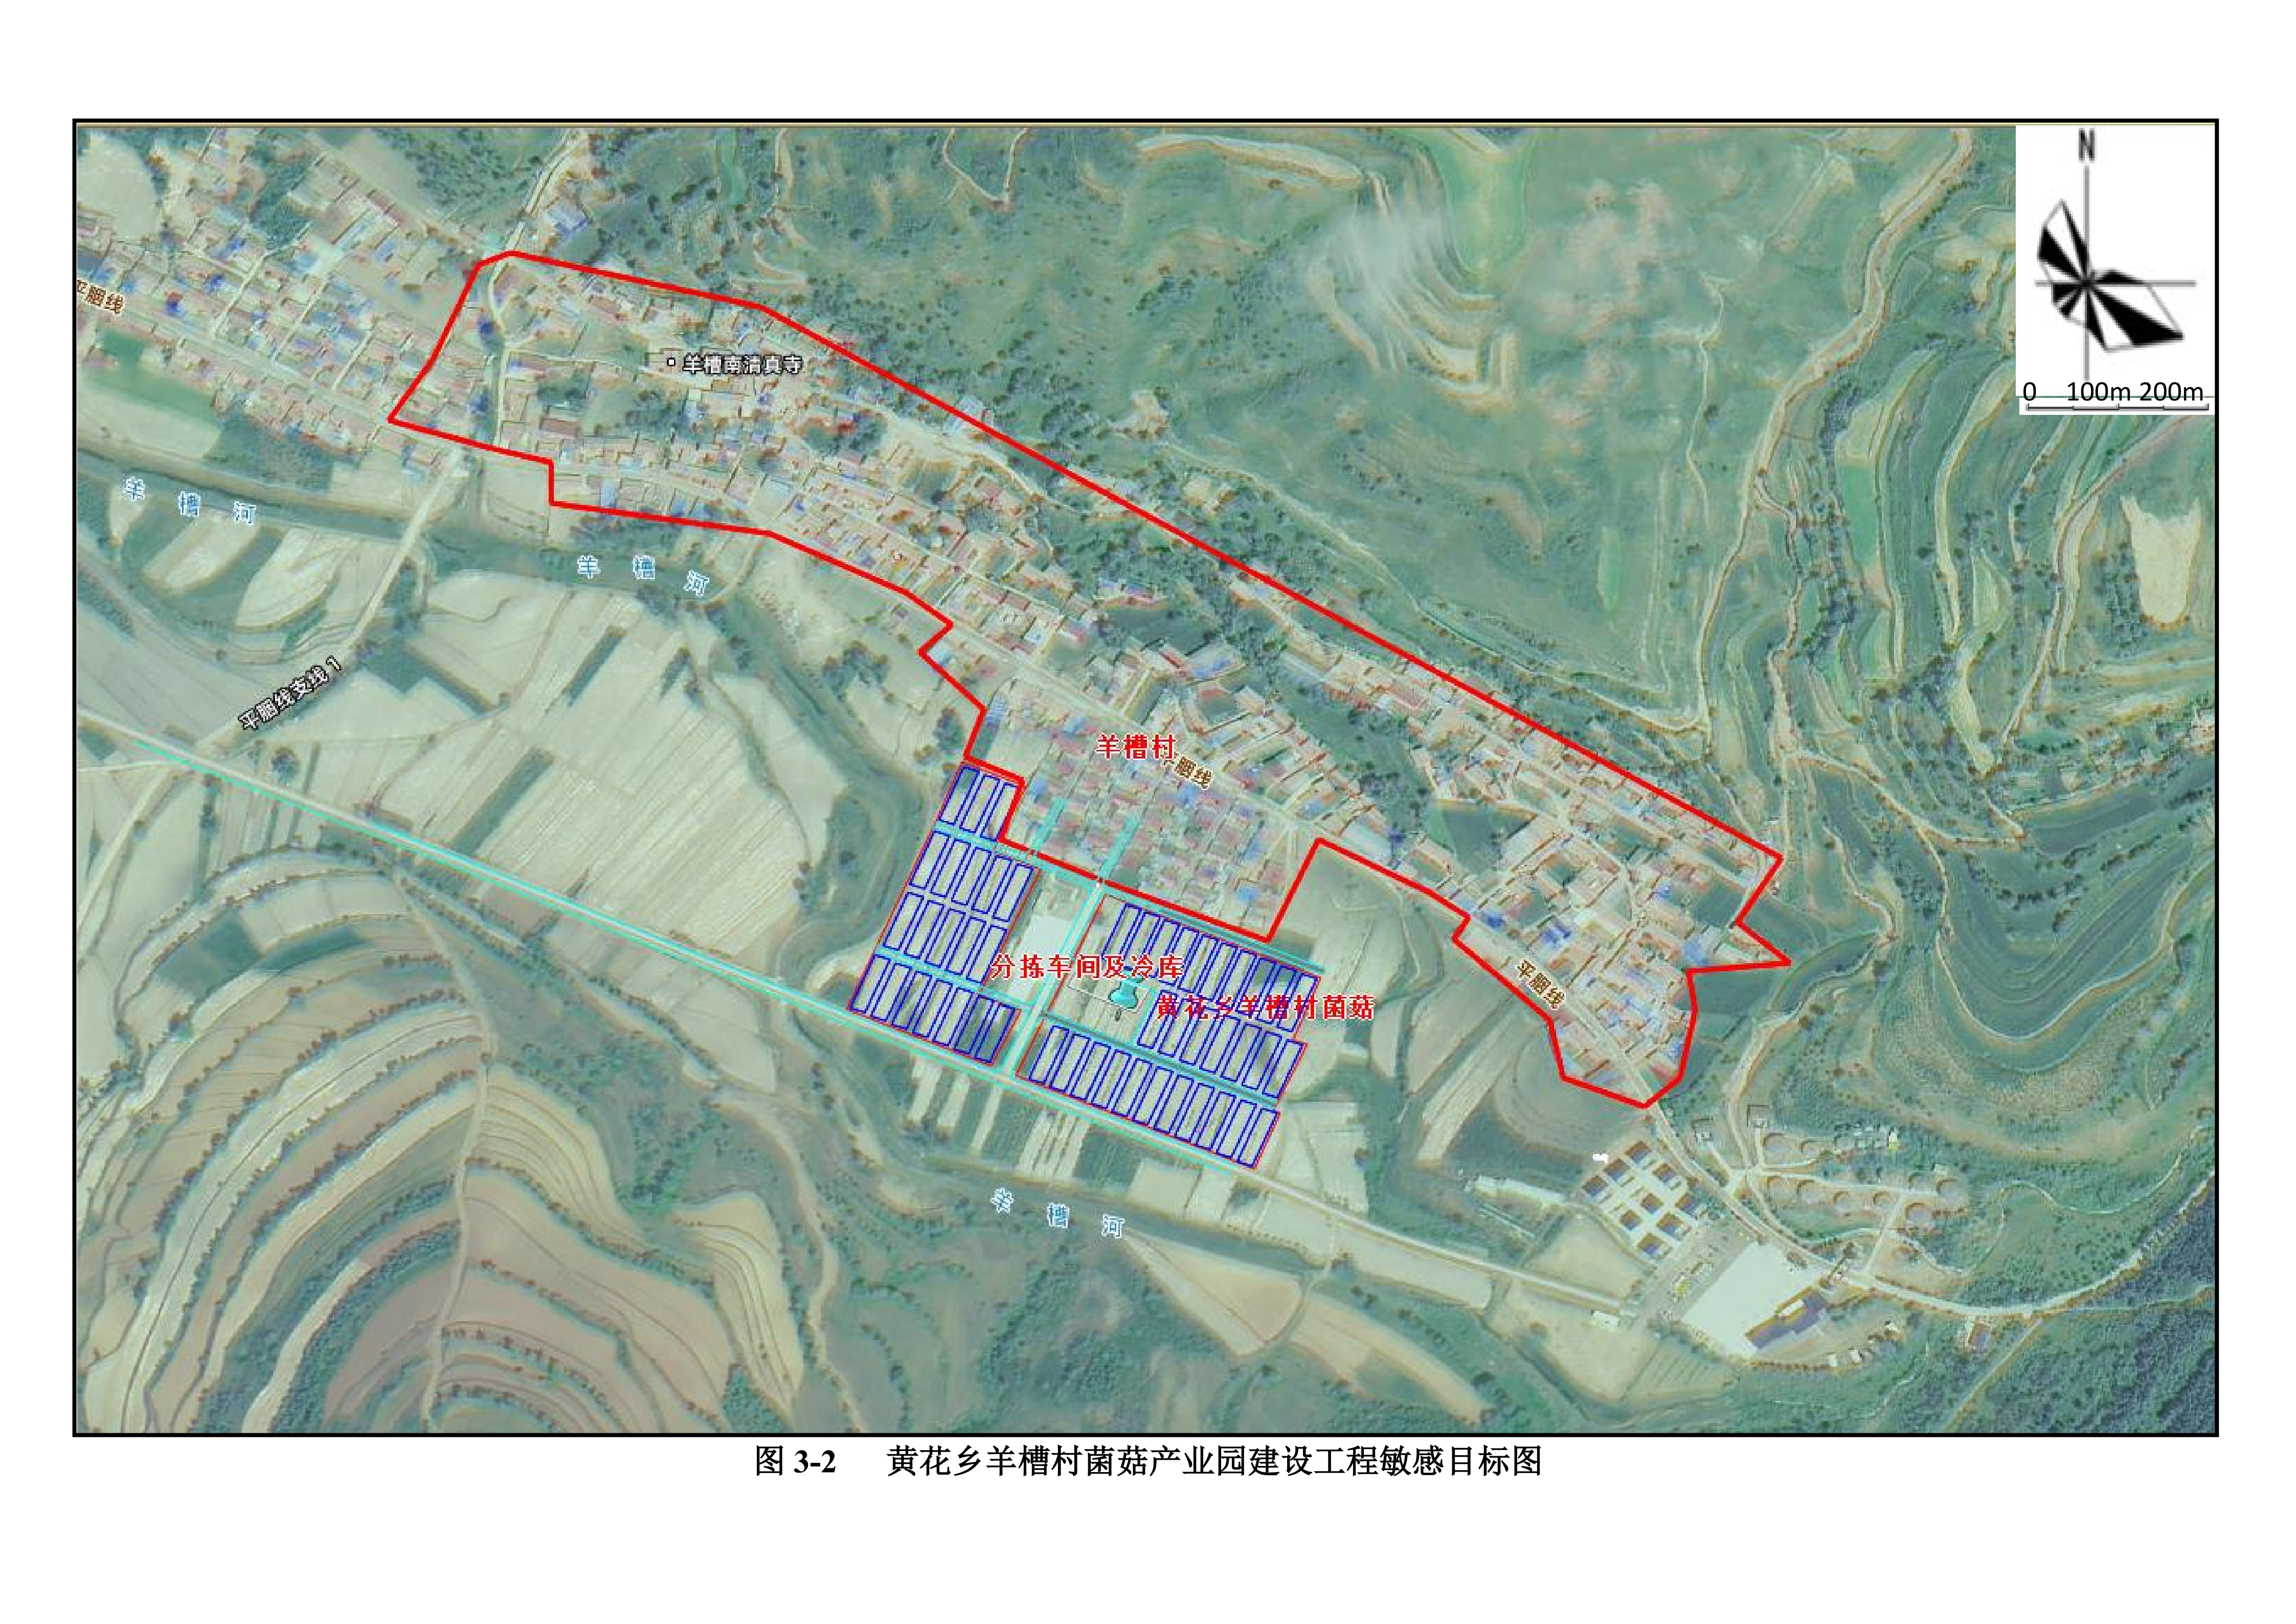 N
0 100m 200m
平胭线
羊槽南清真寺
羊槽河
羊槽河
平胭线支线1
羊槽村
平胭线
分拣车间及冷库
黄花乡羊槽村菌菇
平胭线
羊槽河
图 3-2 黄花乡羊槽村菌菇产业园建设工程敏感目标图